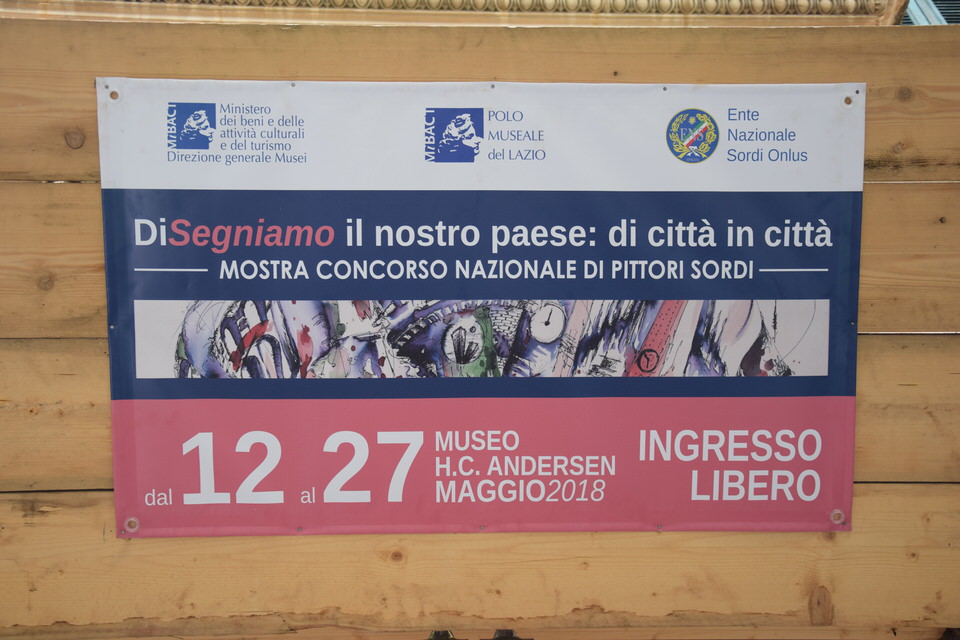 MiBACT
Ministero
dei beni e delle
attività culturali
e del turismo
Direzione generale Musei
MiBACT
POLO
MUSEALE
del LAZIO
ENS
Ente
Nazionale
Sordi Onlus
DiSegniamo il nostro paese: di città in città
MOSTRA CONCORSO NAZIONALE DI PITTORI SORDI
dal 12 al 27
MUSEO
H.C. ANDERSEN
MAGGIO2018
INGRESSO
LIBERO